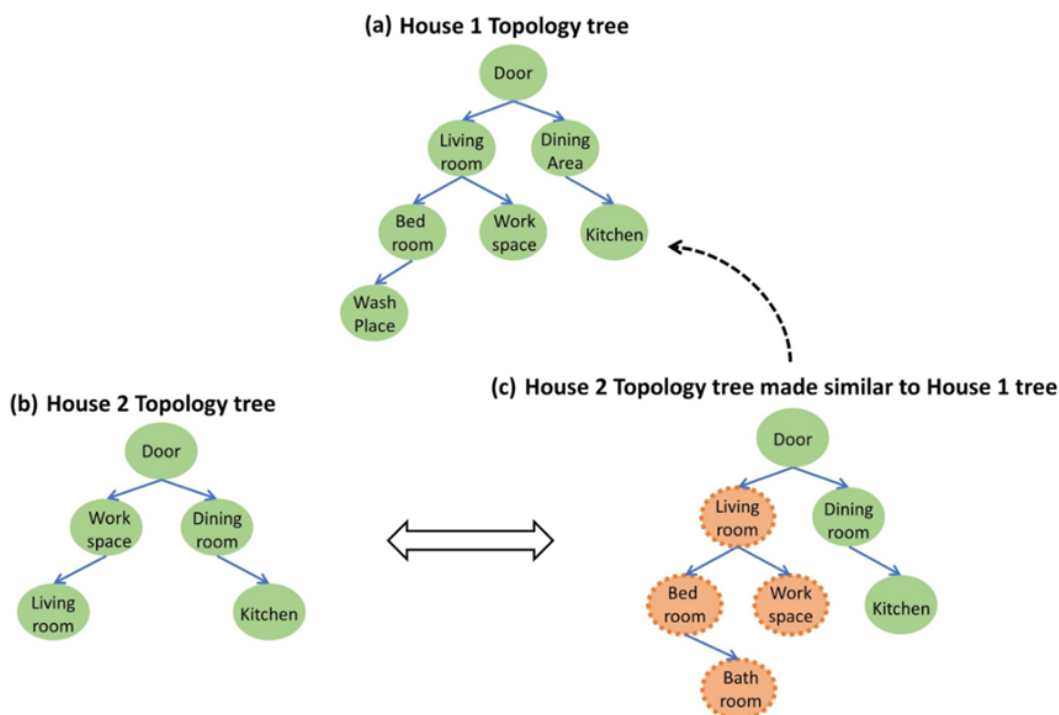 (a) House 1 Topology tree
Door
Living
room
Dining
Area
Bed
room
Work
space
Kitchen
Wash
Place
(b) House 2 Topology tree
Door
Work
space
Dining
room
Living
room
Kitchen
(c) House 2 Topology tree made similar to House 1 tree
Door
Living
room
Dining
room
Bed
room
Work
space
Kitchen
Bath
room